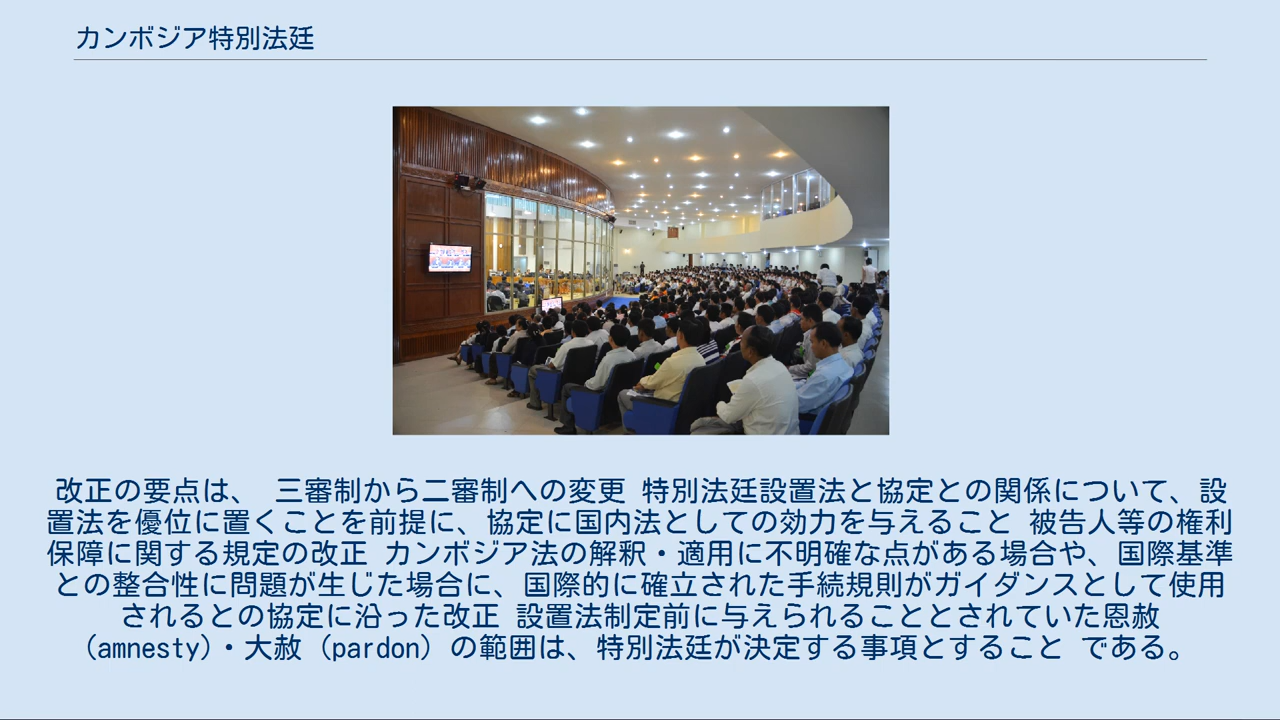 カンボジア特別法廷
改正の要点は、 三審制から二審制への変更 特別法廷設置法と協定との関係について、設
置法を優位に置くことを前提に、協定に国内法としての効力を与えること 被告人等の権利
保障に関する規定の改正 カンボジア法の解釈・適用に不明確な点がある場合や、国際基準
との整合性に問題が生じた場合に、国際的に確立された手続規則がガイダンスとして使用
されるとの協定に沿った改正 設置法制定前に与えられることとされていた恩赦
(amnesty)・大赦 (pardon) の範囲は、特別法廷が決定する事項とすること である。